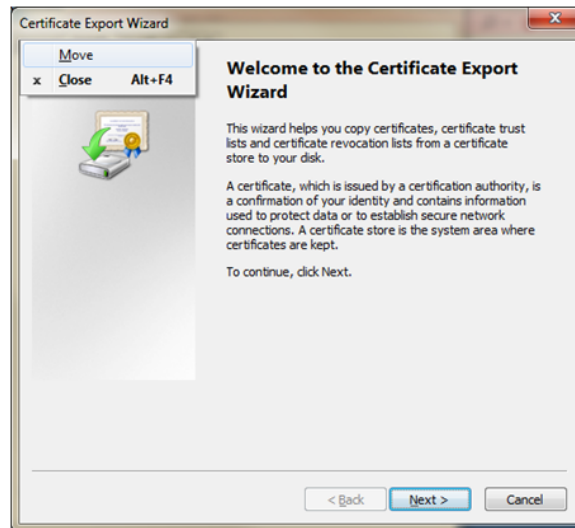 Certificate Export Wizard
x
Move
x Close Alt+F4
Welcome to the Certificate Export
Wizard
This wizard helps you copy certificates, certificate trust
lists and certificate revocation lists from a certificate
store to your disk.
A certificate, which is issued by a certification authority, is
a confirmation of your identity and contains information
used to protect data or to establish secure network
connections. A certificate store is the system area where
certificates are kept.
To continue, click Next.
< Back Next > Cancel